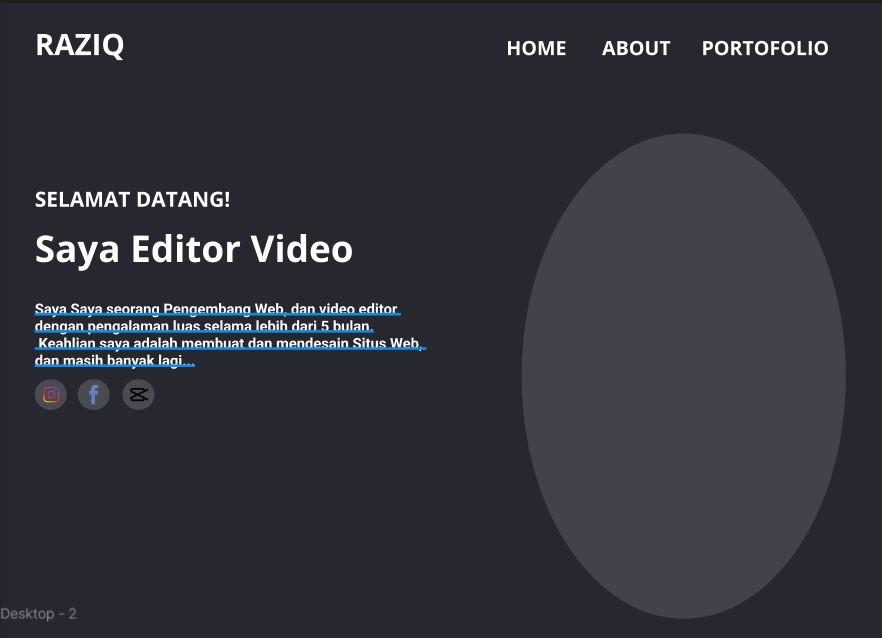 RAZIQ
HOME ABOUT PORTOFOLIO
SELAMAT DATANG!
Saya Editor Video
Saya Saya seorang Pengembang Web, dan video editor
dengan pengalaman luas selama lebih dari 5 bulan.
Keahlian saya adalah membuat dan mendesain Situs Web,
dan masih banyak lagi...
Desktop - 2